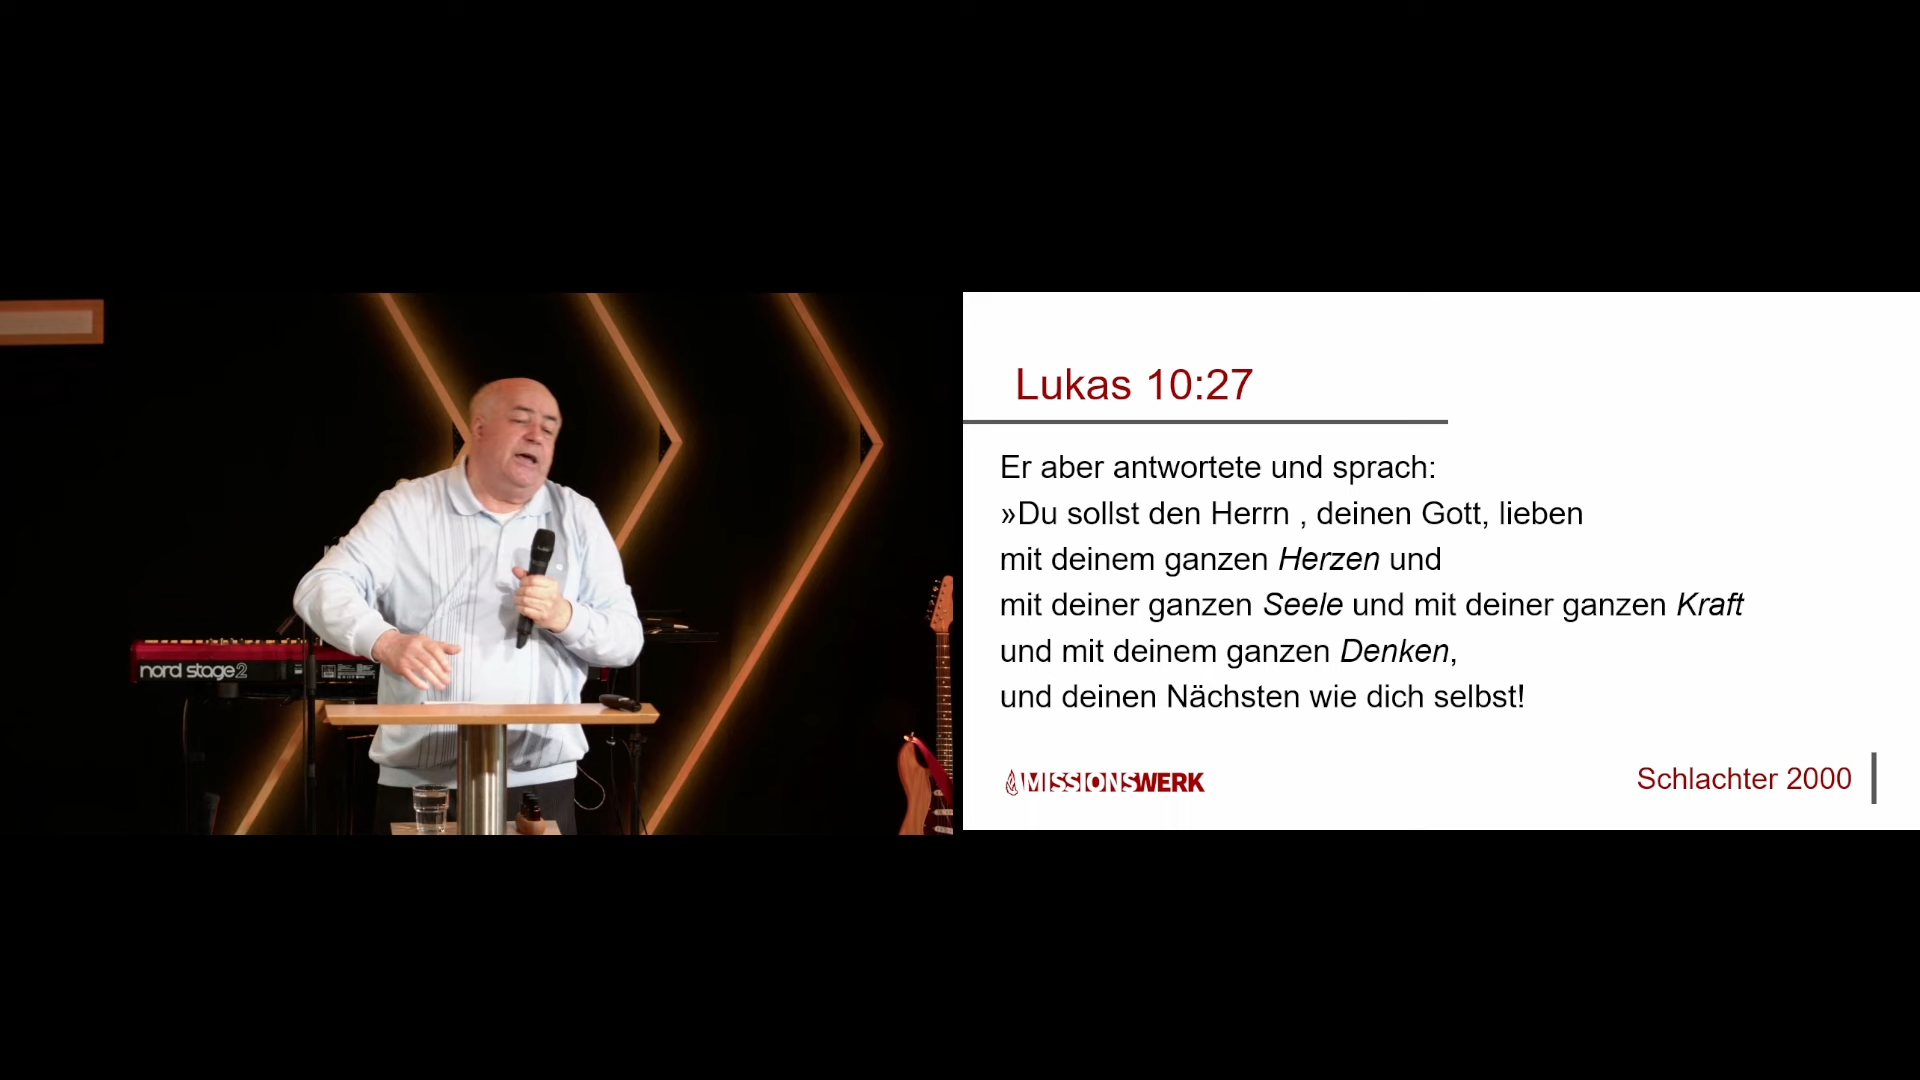 nord stage 2
Lukas 10:27
Er aber antwortete und sprach:
»Du sollst den Herrn , deinen Gott, lieben
mit deinem ganzen Herzen und
mit deiner ganzen Seele und mit deiner ganzen Kraft
und mit deinem ganzen Denken,
und deinen Nächsten wie dich selbst!
MISSIONSWERK
Schlachter 2000